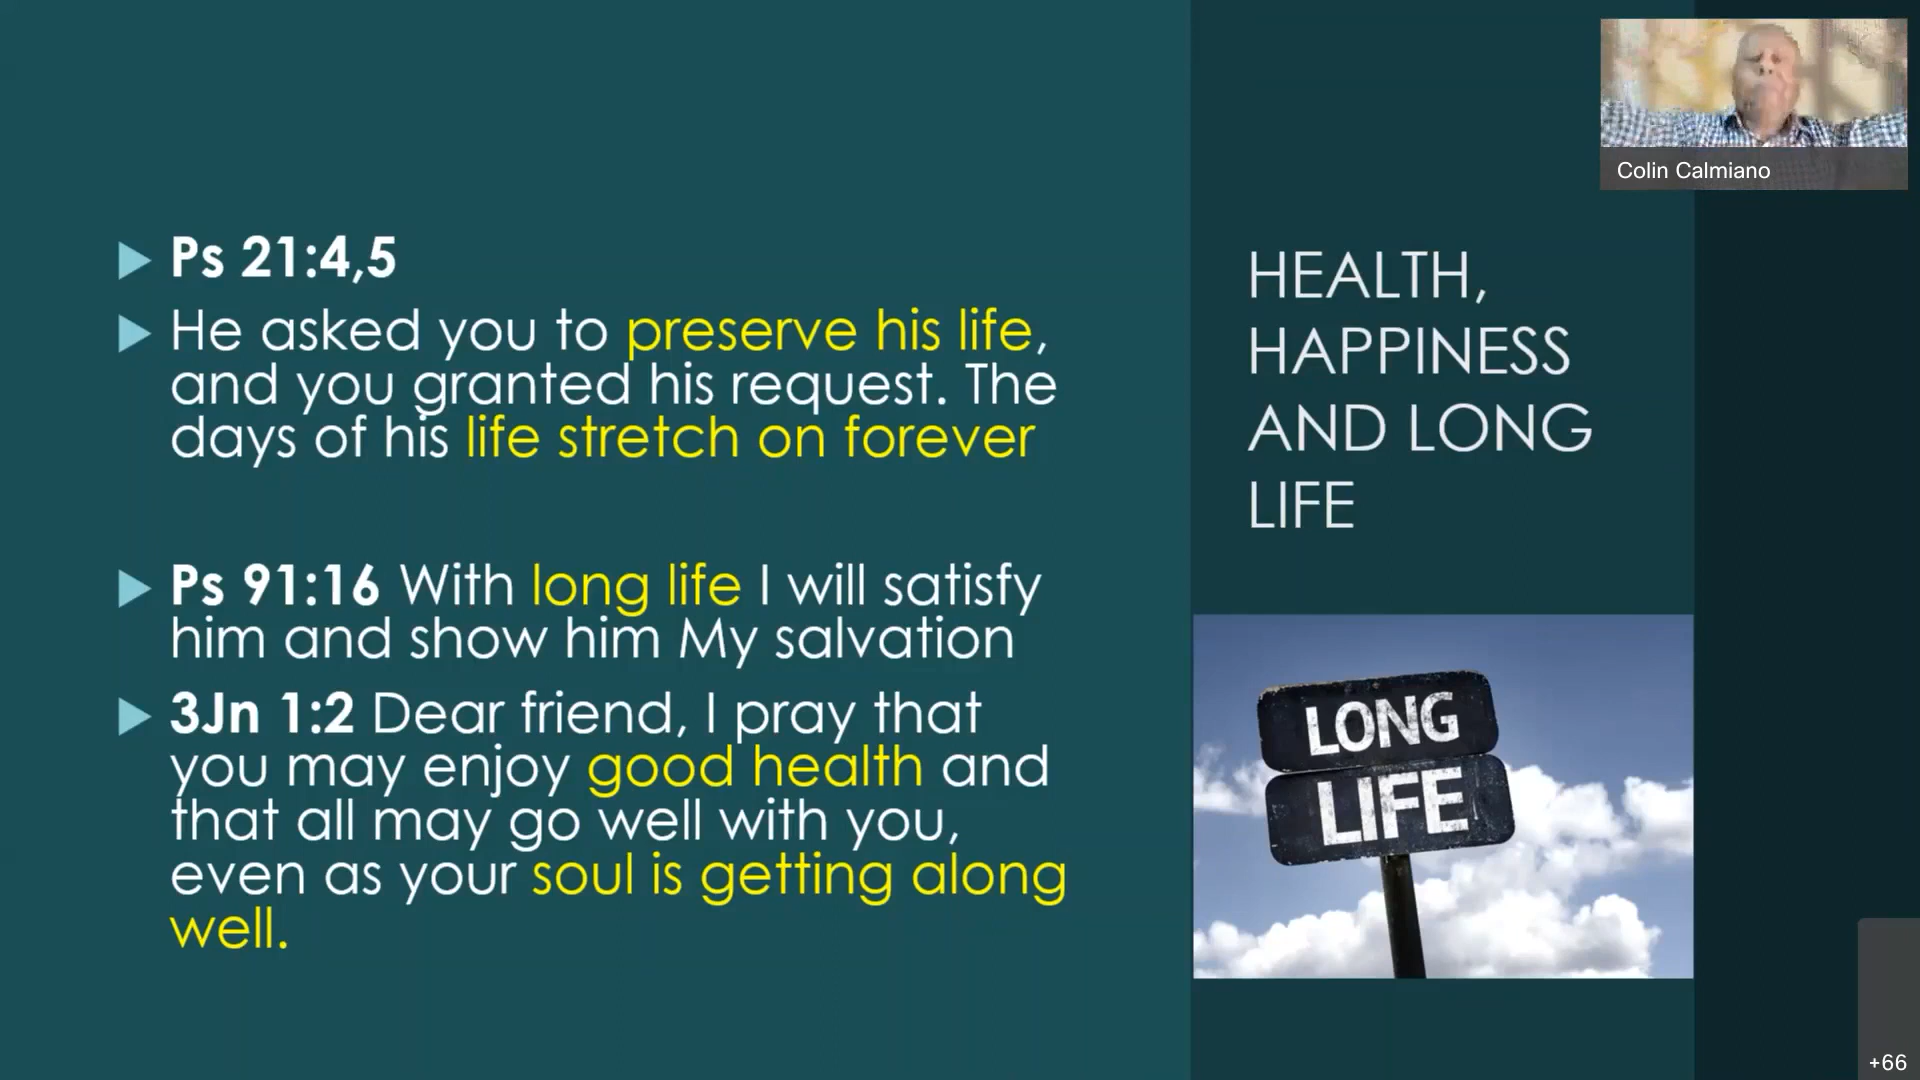 Ps 21:4,5
He asked you to preserve his life,
and you granted his request. The
days of his life stretch on forever
Ps 91:16 With long life I will satisfy
him and show him My salvation
3Jn 1:2 Dear friend, I pray that
you may enjoy good health and
that all may go well with you,
even as your soul is getting along
well.
HEALTH,
HAPPINESS
AND LONG
LIFE
LONG
LIFE
Colin Calmiano
+66